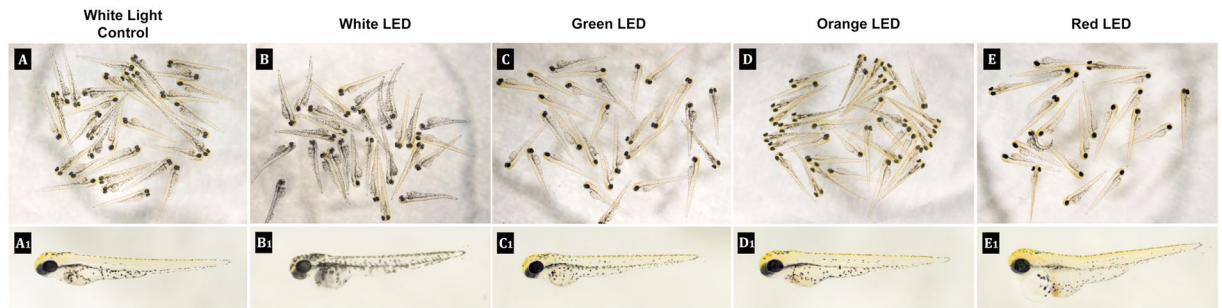 White Light
Control
White LED
Green LED
Orange LED
Red LED
A
B
C
D
E
A1
B1
C1
D1
E1